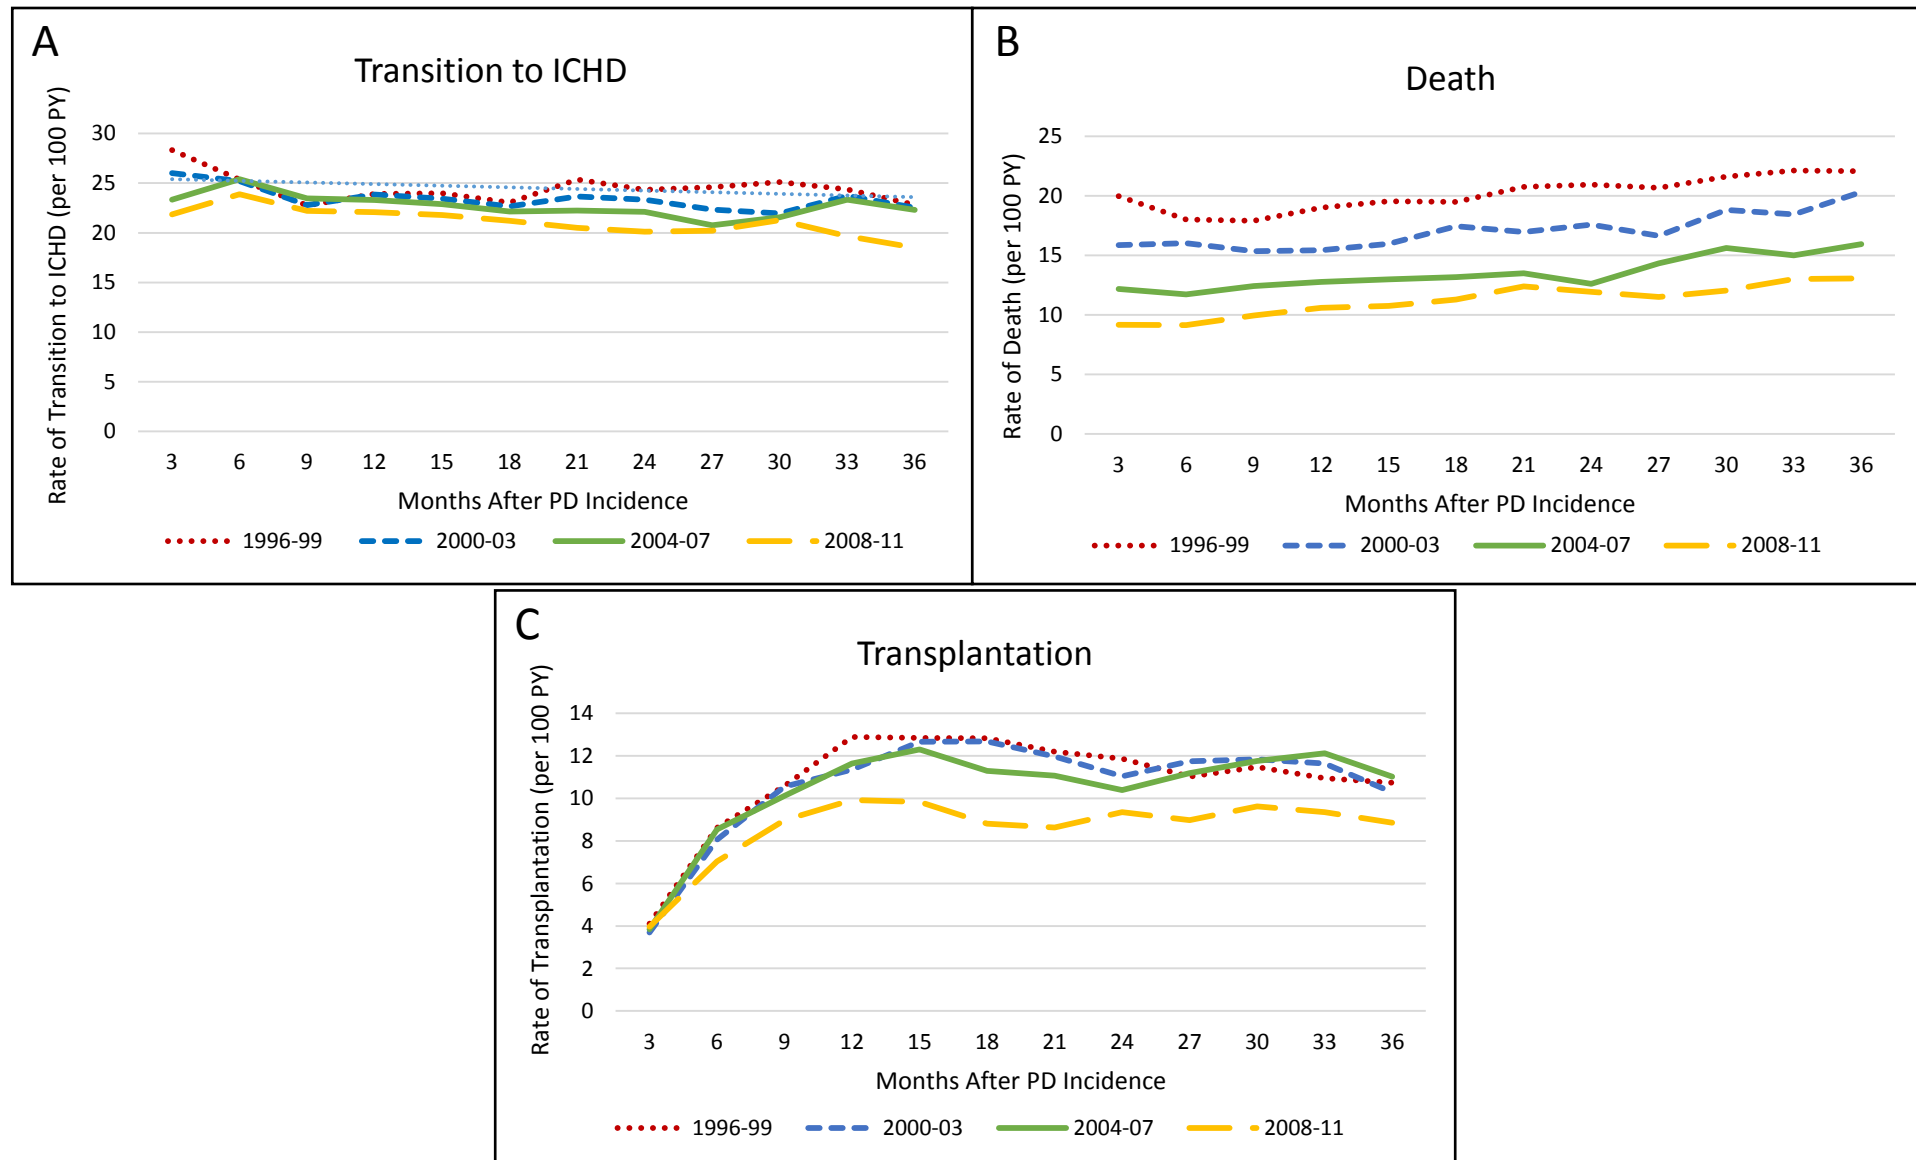 A
Transition to ICHD
Rate of Transition to ICHD (per 100 PY)
30
25
20
15
10
5
0
3 6 9 12 15 18 21 24 27 30 33 36
Months After PD Incidence
1996-99 2000-03 2004-07 2008-11
B
Death
Rate of Death (per 100 PY)
25
20
15
10
5
0
3 6 9 12 15 18 21 24 27 30 33 36
Months After PD Incidence
1996-99 2000-03 2004-07 2008-11
C
Transplantation
Rate of Transplantation (per 100 PY)
14
12
10
8
6
4
2
0
3 6 9 12 15 18 21 24 27 30 33 36
Months After PD Incidence
1996-99 2000-03 2004-07 2008-11